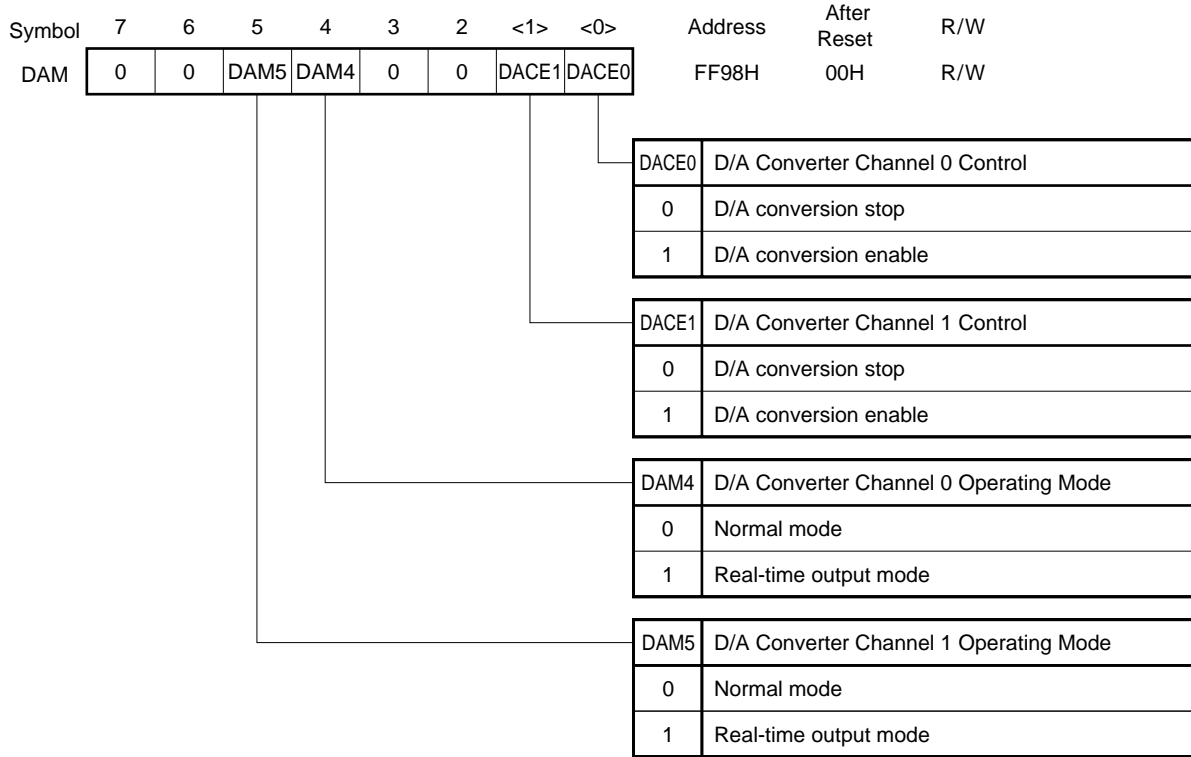 Symbol 7 6 5 4 3 2 <1> <0> Address After Reset R/W
DAM 0 0 DAM5 DAM4 0 0 DACE1 DACE0 FF98H 00H R/W
DACE0 D/A Converter Channel 0 Control
0 D/A conversion stop
1 D/A conversion enable
DACE1 D/A Converter Channel 1 Control
0 D/A conversion stop
1 D/A conversion enable
DAM4 D/A Converter Channel 0 Operating Mode
0 Normal mode
1 Real-time output mode
DAM5 D/A Converter Channel 1 Operating Mode
0 Normal mode
1 Real-time output mode